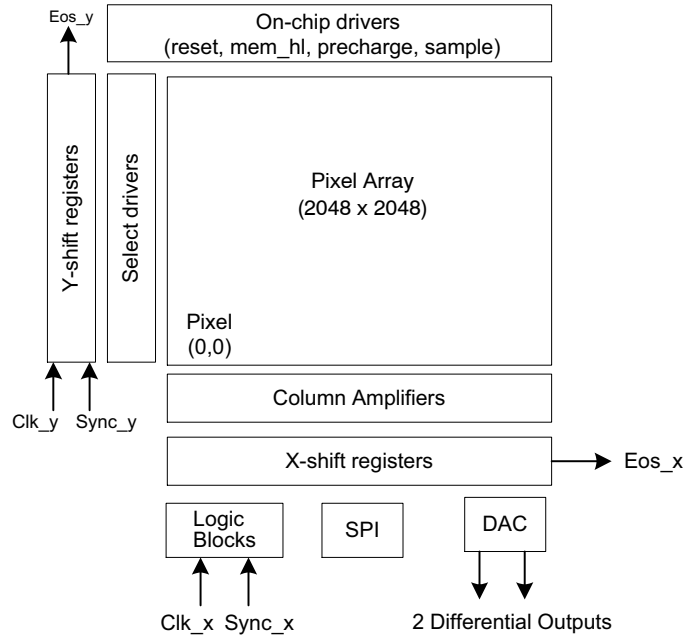 Eos_y
On-chip drivers
(reset, mem_hl, precharge, sample)
Y-shift registers
Select drivers
Pixel Array
(2048 x 2048)
Pixel
(0,0)
Clk_y
Sync_y
Column Amplifiers
X-shift registers
Eos_x
Logic
Blocks
SPI
DAC
Clk_x
Sync_x
2 Differential Outputs